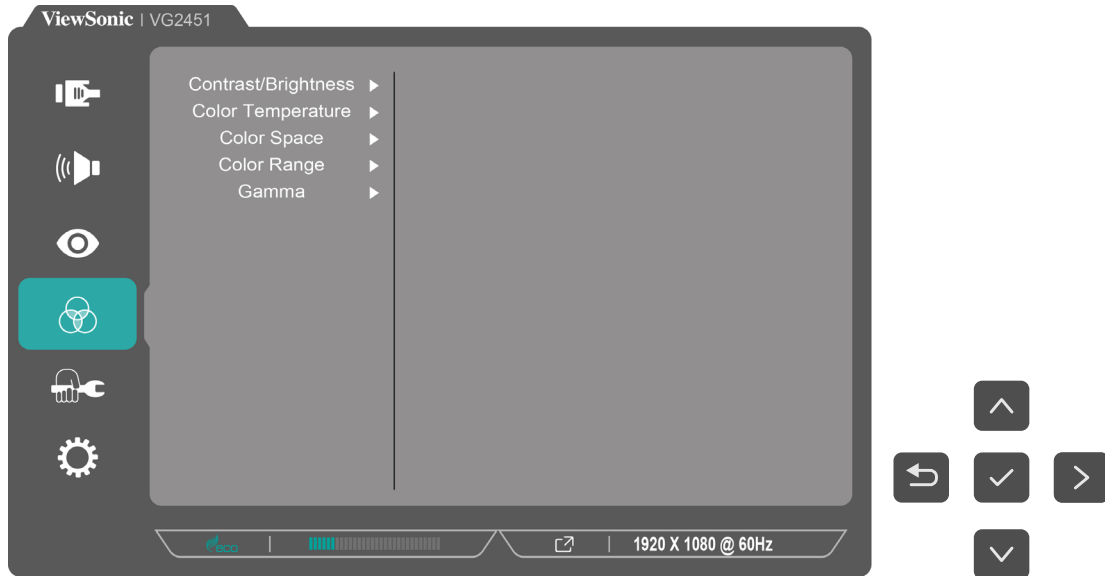 ViewSonic | VG2451
Contrast/Brightness
Color Temperature
Color Space
Color Range
Gamma
eco
1920 X 1080 @ 60Hz